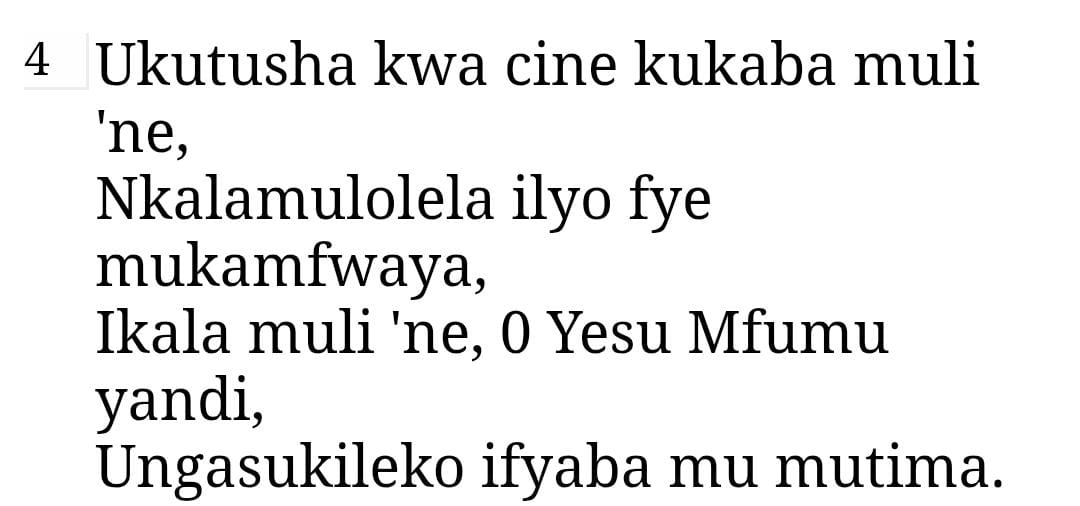 4 Ukutusha kwa cine kukaba muli
'ne,
Nkalamulolela ilyo fye
mukamfwaya,
Ikala muli 'ne, 0 Yesu Mfumu
yandi,
Ungasukileko ifyaba mu mutima.